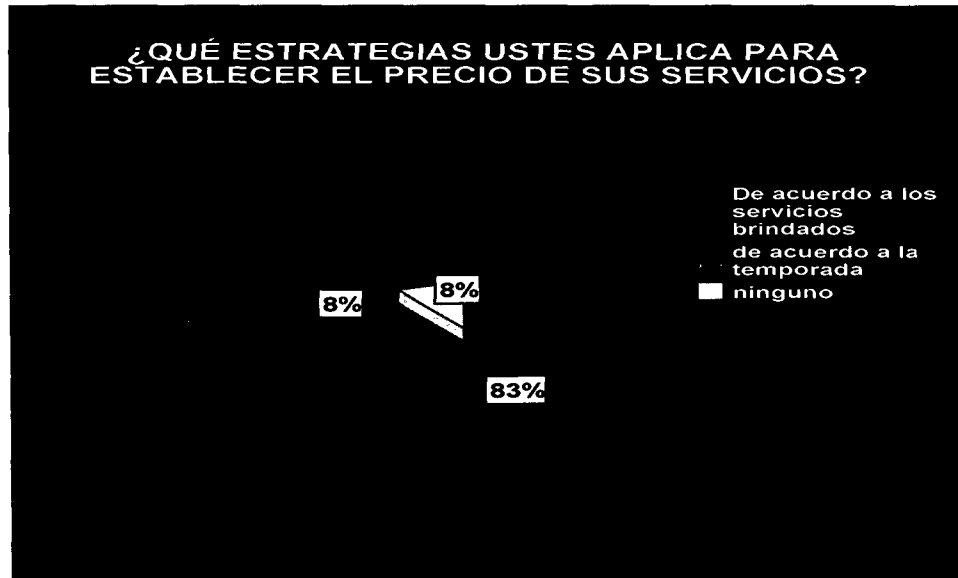 ¿QUÉ ESTRATEGIAS USTES APLICA PARA
ESTABLECER EL PRECIO DE SUS SERVICIOS?
De acuerdo a los
servicios
brindados
de acuerdo a la
temporada
ninguno
8%
8%
83%